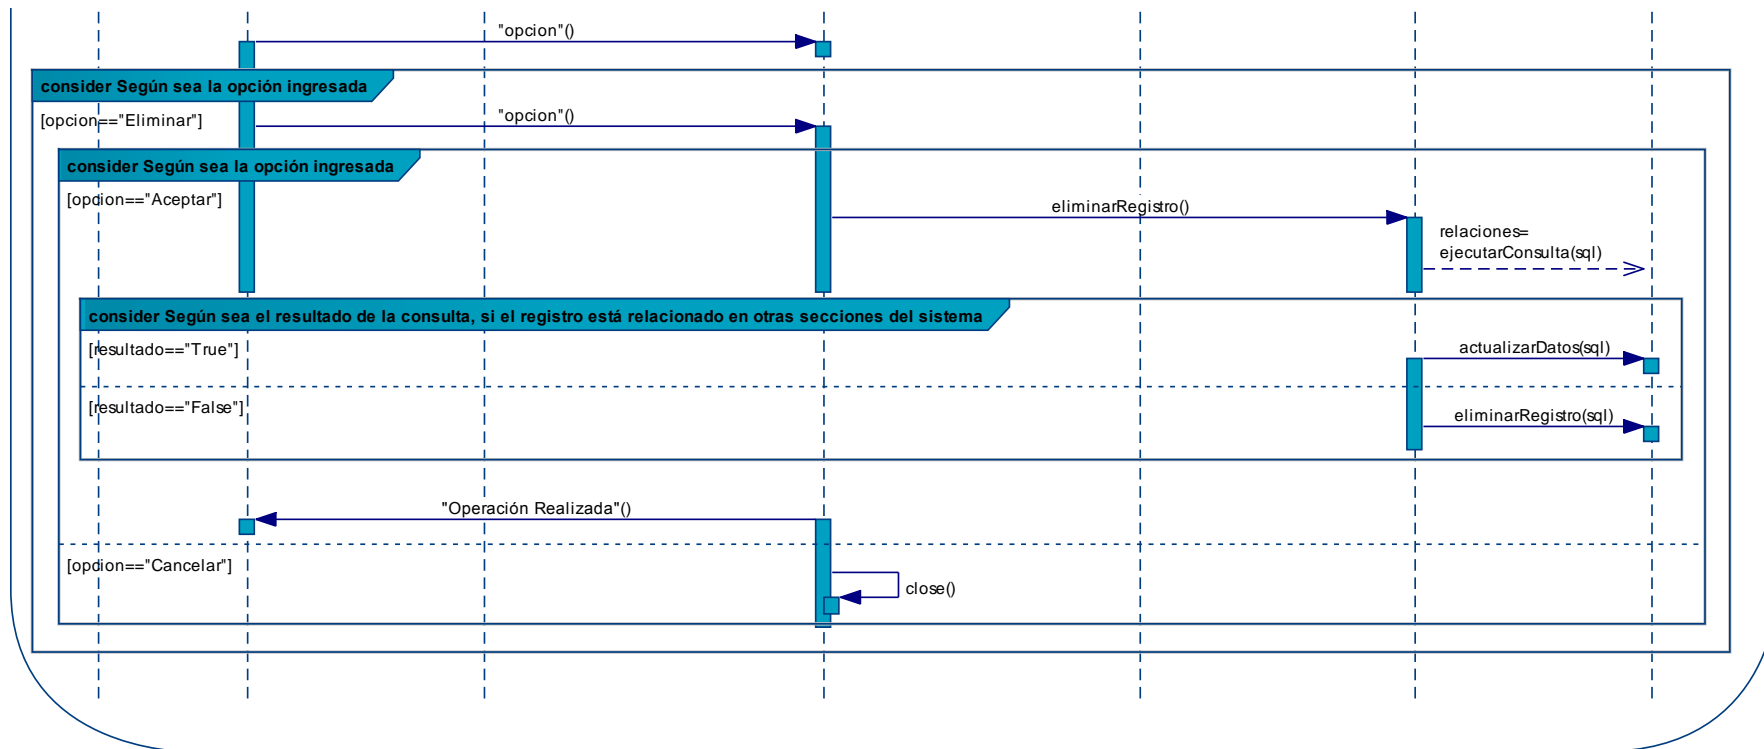 "opcion"()
consider Según sea la opción ingresada
[opcion=="Eliminar"]
"opcion"()
consider Según sea la opción ingresada
[opcion=="Aceptar"]
eliminarRegistro()
relaciones=
ejecutarConsulta(sql)
consider Según sea el resultado de la consulta, si el registro está relacionado en otras secciones del sistema
[resultado=="True"]
actualizarDatos(sql)
[resultado=="False"]
eliminarRegistro(sql)
"Operación Realizada"()
[opcion=="Cancelar"]
close()